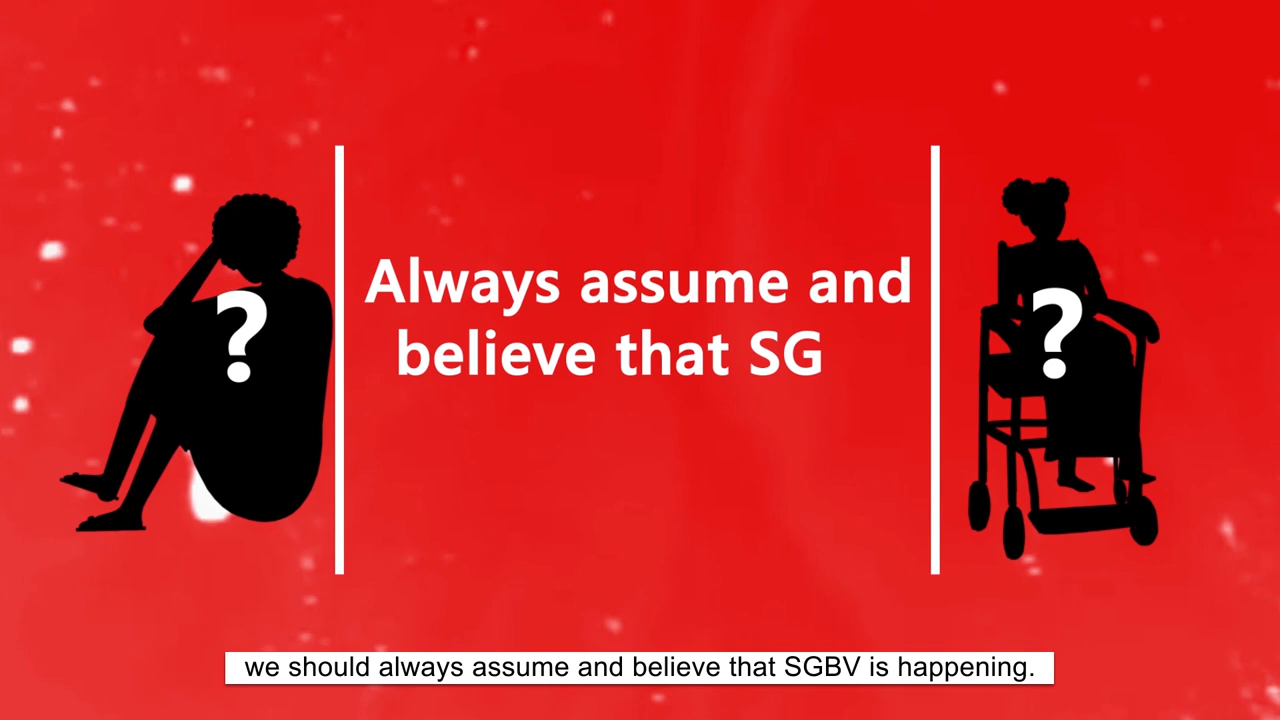 ?
Always assume and
believe that SG
?
we should always assume and believe that SGBV is happening.